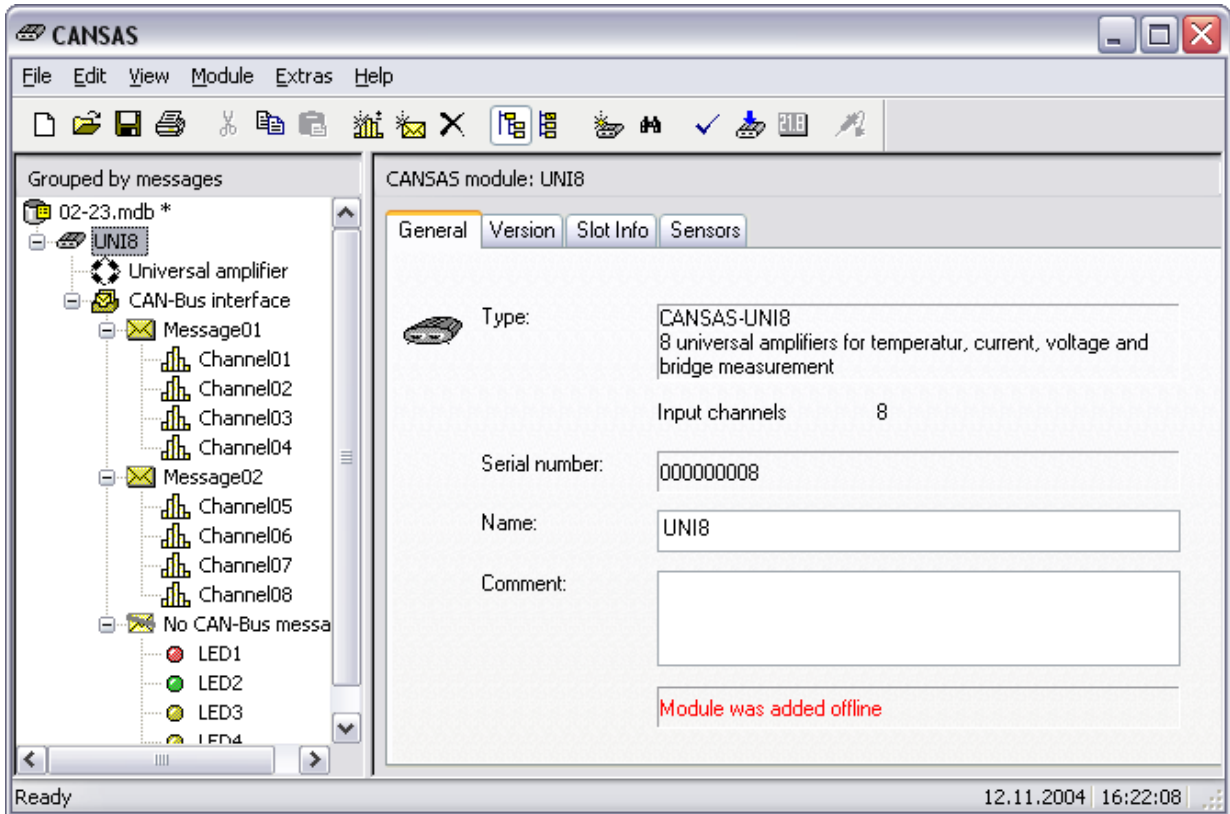 CANSAS
File Edit View Module Extras Help
21.8
Grouped by messages
02-23.mdb *
UNI8
Universal amplifier
CAN-Bus interface
Message01
Channel01
Channel02
Channel03
Channel04
Message02
Channel05
Channel06
Channel07
Channel08
No CAN-Bus messa
LED1
LED2
LED3
LED4
CANSAS module: UNI8
General Version Slot Info Sensors
Type: CANSAS-UNI8
8 universal amplifiers for temperatur, current, voltage and
bridge measurement
Input channels 8
Serial number: 000000008
Name: UNI8
Comment:
Module was added offline
Ready 12.11.2004 16:22:08